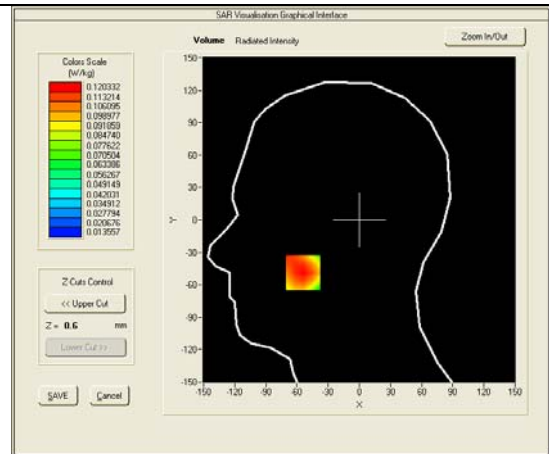 SAR Visualisation Graphical Interface
Volume Radiated Intensity
Zoom In/Out
Colors Scale
(W/kg)
0.120332
0.113214
0.106095
0.098977
0.091859
0.084740
0.077622
0.070504
0.063386
0.056267
0.049149
0.042031
0.034912
0.027794
0.020676
0.013557
Z Cuts Control
<< Upper Cut
Z = 0.6 mm
Lower Cut >>
SAVE Cancel
150
120
90
60
30
0
-30
-60
-90
-120
-150
Y
-150 -120 -90 -60 -30 0 30 60 90 120 150
X